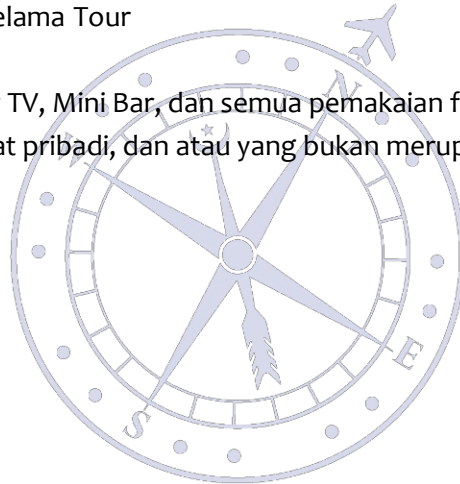 elama Tour
TV, Mini Bar, dan semua pemakaian f
at pribadi, dan atau yang bukan merup
N
W
E
S